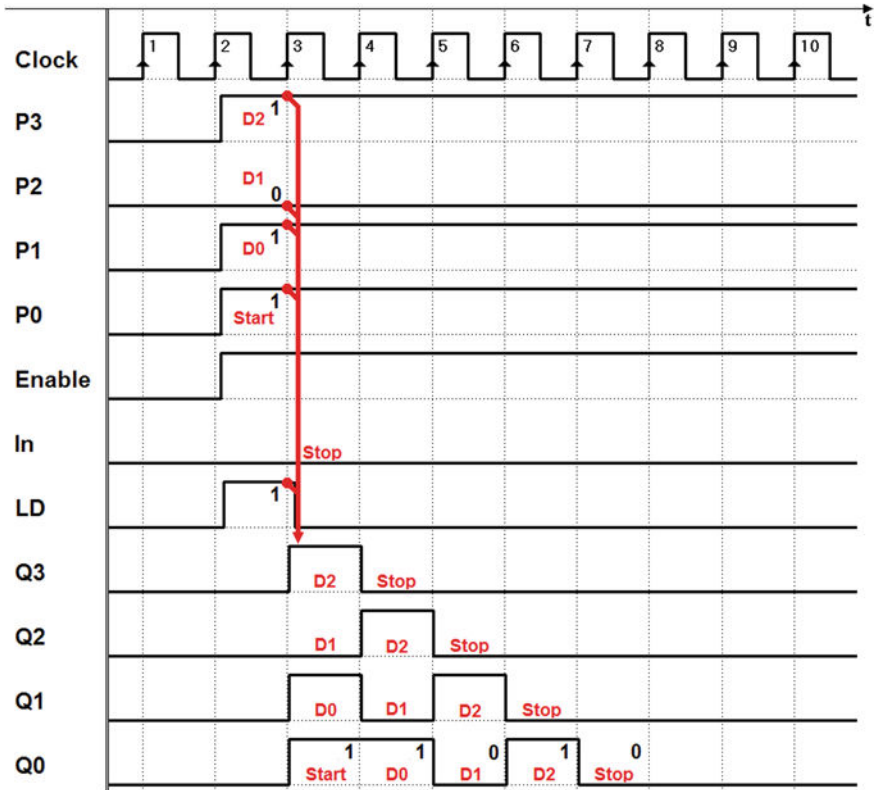 t
Clock 1 2 3 4 5 6 7 8 9 10
P3 D2 1
P2 D1 0
P1 D0 1
P0 Start 1
Enable
In Stop
LD 1
Q3 D2 Stop
Q2 D1 D2 Stop
Q1 D0 D1 D2 Stop
Q0 1 1 0 1 0
Start D0 D1 D2 Stop